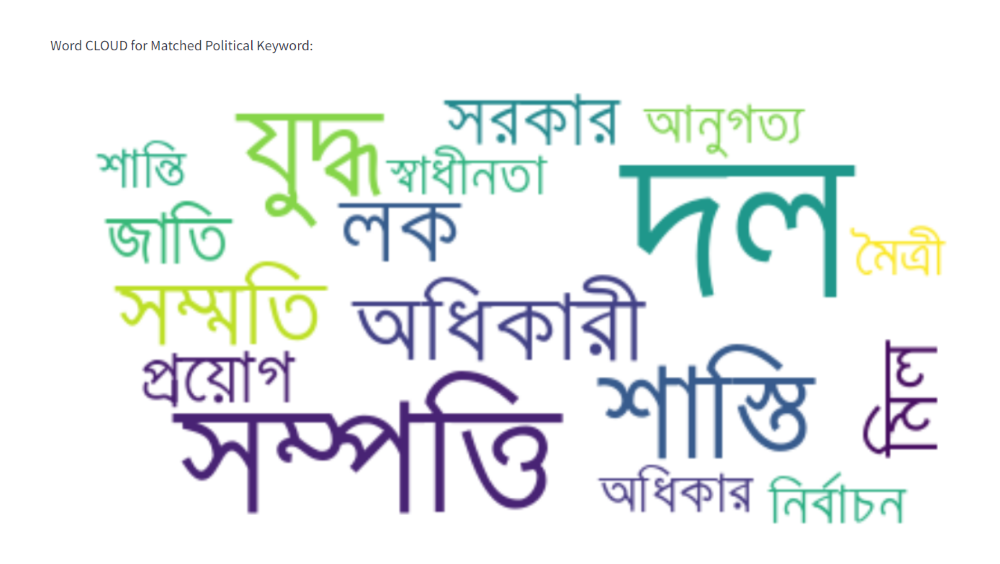 Word CLOUD for Matched Political Keyword:
সরকার
আনুগত্য
যুদ্ধ
শান্তি
স্বাধীনতা
দল
জাতি
লক
মৈত্রী
সম্মতি
অধিকারী
প্রয়োগ
শাস্তি
বিল
সম্পত্তি
অধিকার
নির্বাচন